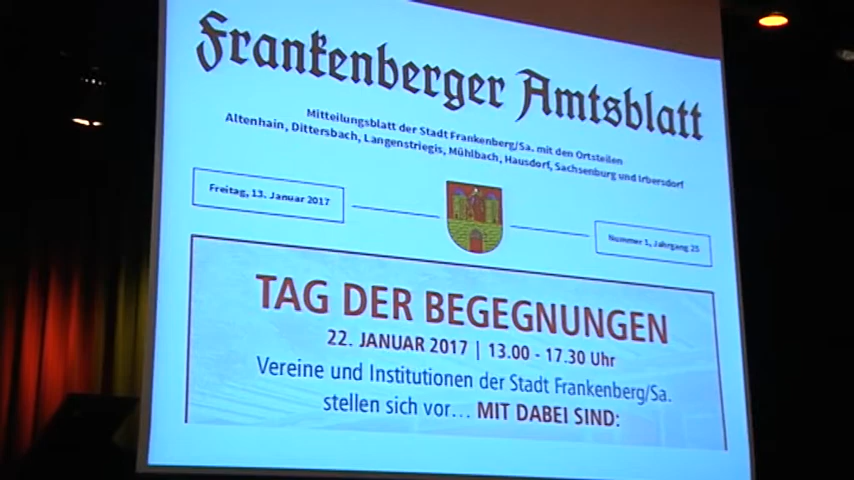 Frankenberger Amtsblatt
Mitteilungsblatt der Stadt Frankenberg/Sa. mit den Ortsteilen
Altenhain, Dittersbach, Langenstriegis, Mühlbach, Hausdorf, Sachsenburg und Irbersdorf
Freitag, 13. Januar 2017
Nummer 1, Jahrgang 25
TAG DER BEGEGNUNGEN
22. JANUAR 2017 | 13.00 - 17.30 Uhr
Vereine und Institutionen der Stadt Frankenberg/Sa.
stellen sich vor... MIT DABEI SIND: